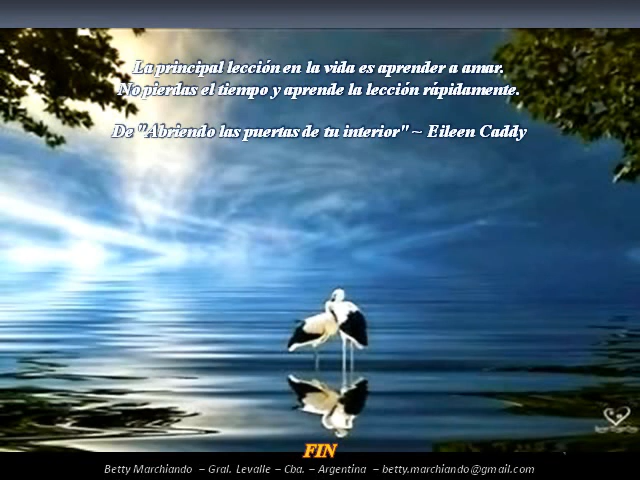 La principal lección en la vida es aprender a amar.
No pierdas el tiempo y aprende la lección rápidamente.
De "Abriendo las puertas de tu interior" ~ Eileen Caddy
FIN
Betty Marchiando – Gral. Levalle – Cba. – Argentina – betty.marchiando@gmail.com